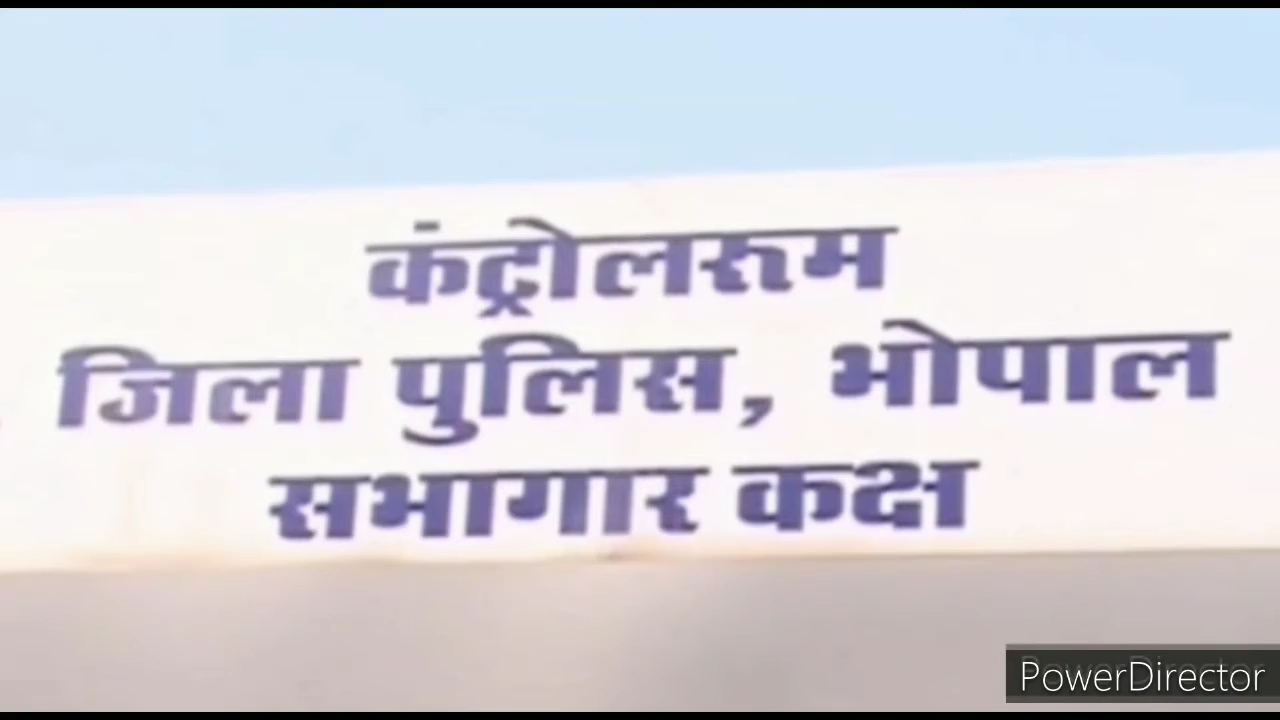 कंट्रोलरूम
जिला पुलिस, भोपाल
सभागार कक्ष
PowerDirector